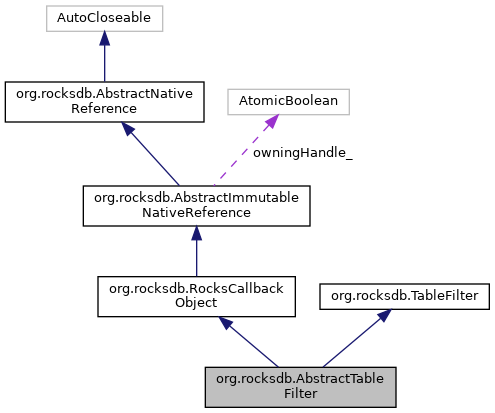 AutoCloseable
org.rocksdb.AbstractNative
Reference
AtomicBoolean
owningHandle_
org.rocksdb.AbstractImmutable
NativeReference
org.rocksdb.RocksCallback
Object
org.rocksdb.TableFilter
org.rocksdb.AbstractTable
Filter